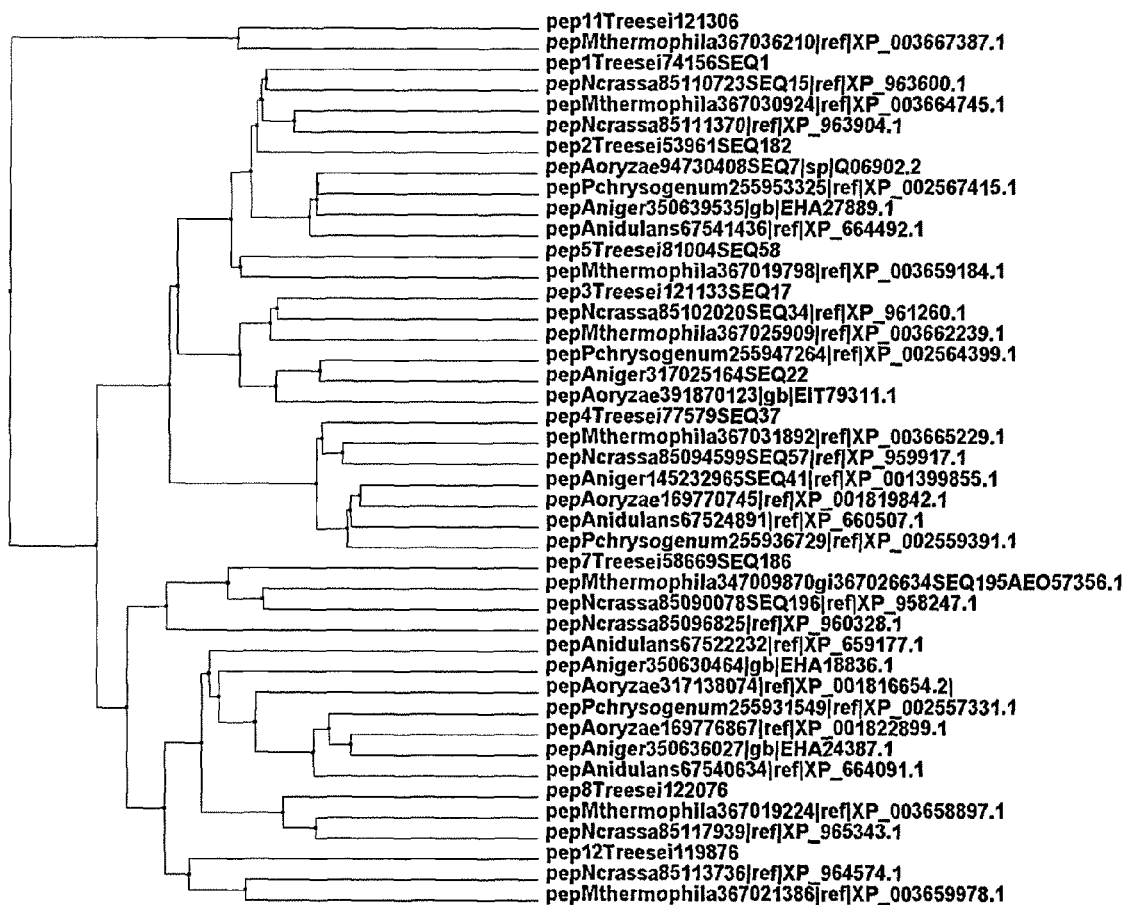 pep11Treesei121306
pepMthermophila367036210|ref|XP_003667387.1
pep1Treesei74156SEQ1
pepNcrassa85110723SEQ15|ref|XP_963600.1
pepMthermophila367030924|ref|XP_003664745.1
pepNcrassa85111370|ref|XP_963904.1
pep2Treesei53961SEQ182
pepAoryzae94730408SEQ7|sp|Q06902.2
pepPchrysogenum255953325|ref|XP_002567415.1
pepAniger350639535|gb|EHA27889.1
pepAnidulans67541436|ref|XP_664492.1
pep5Treesei81004SEQ58
pepMthermophila367019798|ref|XP_003659184.1
pep3Treesei121133SEQ17
pepNcrassa85102020SEQ34|ref|XP_961260.1
pepMthermophila367025909|ref|XP_003662239.1
pepPchrysogenum255947264|ref|XP_002564399.1
pepAniger317025164SEQ22
pepAoryzae391870123|gb|EIT79311.1
pep4Treesei77579SEQ37
pepMthermophila367031892|ref|XP_003665229.1
pepNcrassa85094599SEQ57|ref|XP_959917.1
pepAniger145232965SEQ41|ref|XP_001399855.1
pepAoryzae169770745|ref|XP_001819842.1
pepAnidulans67524891|ref|XP_660507.1
pepPchrysogenum255936729|ref|XP_002559391.1
pep7Treesei58669SEQ186
pepMthermophila347009870gi367026634SEQ195AEO57356.1
pepNcrassa85090078SEQ196|ref|XP_958247.1
pepNcrassa85096825|ref|XP_960328.1
pepAnidulans67522232|ref|XP_659177.1
pepAniger350630464|gb|EHA18836.1
pepAoryzae317138074|ref|XP_001816654.2|
pepPchrysogenum255931549|ref|XP_002557331.1
pepAoryzae169776867|ref|XP_001822899.1
pepAniger350636027|gb|EHA24387.1
pepAnidulans67540634|ref|XP_664091.1
pep8Treesei122076
pepMthermophila367019224|ref|XP_003658897.1
pepNcrassa85117939|ref|XP_965343.1
pep12Treesei119876
pepNcrassa85113736|ref|XP_964574.1
pepMthermophila367021386|ref|XP_003659978.1